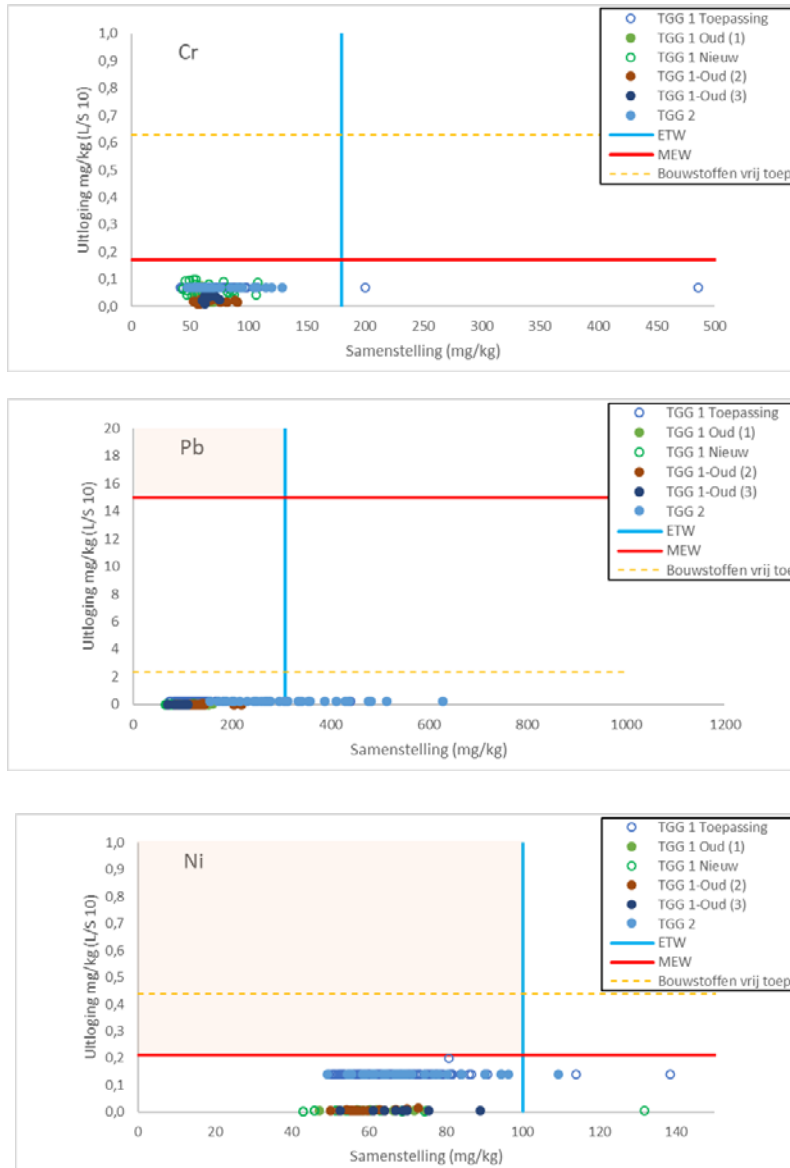 Cr
Uitloging mg/kg (L/S 10)
1,0
0,9
0,8
0,7
0,6
0,5
0,4
0,3
0,2
0,1
0,0
0 50 100 150 200 250 300 350 400 450 500
Samenstelling (mg/kg)
TGG 1 Toepassing
TGG 1 Oud (1)
TGG 1 Nieuw
TGG 1-Oud (2)
TGG 1-Oud (3)
TGG 2
ETW
MEW
Bouwstoffen vrij toep
Pb
Uitloging mg/kg (L/S 10)
20
18
16
14
12
10
8
6
4
2
0
0 200 400 600 800 1000 1200
Samenstelling (mg/kg)
TGG 1 Toepassing
TGG 1 Oud (1)
TGG 1 Nieuw
TGG 1-Oud (2)
TGG 1-Oud (3)
TGG 2
ETW
MEW
Bouwstoffen vrij toe
Ni
Uitloging mg/kg (L/S 10)
1,0
0,9
0,8
0,7
0,6
0,5
0,4
0,3
0,2
0,1
0,0
0 20 40 60 80 100 120 140
Samenstelling (mg/kg)
TGG 1 Toepassing
TGG 1 Oud (1)
TGG 1 Nieuw
TGG 1-Oud (2)
TGG 1-Oud (3)
TGG 2
ETW
MEW
Bouwstoffen vrij toep